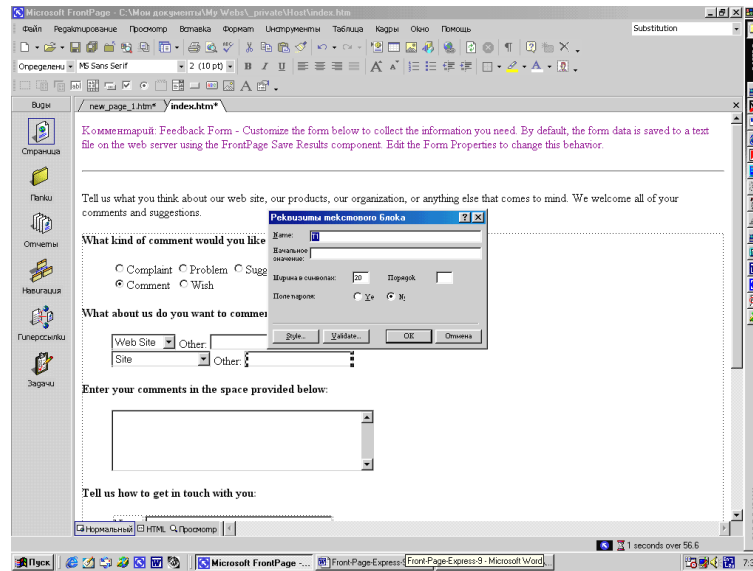 Microsoft FrontPage - C:\Мои документы\My Webs\_private\Host\index.htm
Файл Редактирование Просмотр Вставка Формат Инструменты Таблица Кадры Окно Помощь
Substitution
Определени MS Sans Serif 2 (10 pt)
Виды
new_page_1.htm* index.htm*
Страница
Папки
Отчеты
Навигация
Гиперссылки
Задачи
Комментарий: Feedback Form - Customize the form below to collect the information you need. By default, the form data is saved to a text
file on the web server using the FrontPage Save Results component. Edit the Form Properties to change this behavior.
Tell us what you think about our web site, our products, our organization, or anything else that comes to mind. We welcome all of your
comments and suggestions.
What kind of comment would you like
Complaint Problem Sugg
Comment Wish
What about us do you want to commen
Web Site Other:
Site Other:
Enter your comments in the space provided below:
Tell us how to get in touch with you:
Реквизиты текстового блока
Name: T1
Начальное
значение:
Ширина в символах: 20 Порядок
Поле пароля: Ye No
Style... Validate... OK Отмена
Нормальный HTML Просмотр
1 seconds over 56.6
Пуск Microsoft FrontPage -... Front-Page-Express-9 - Microsoft Word